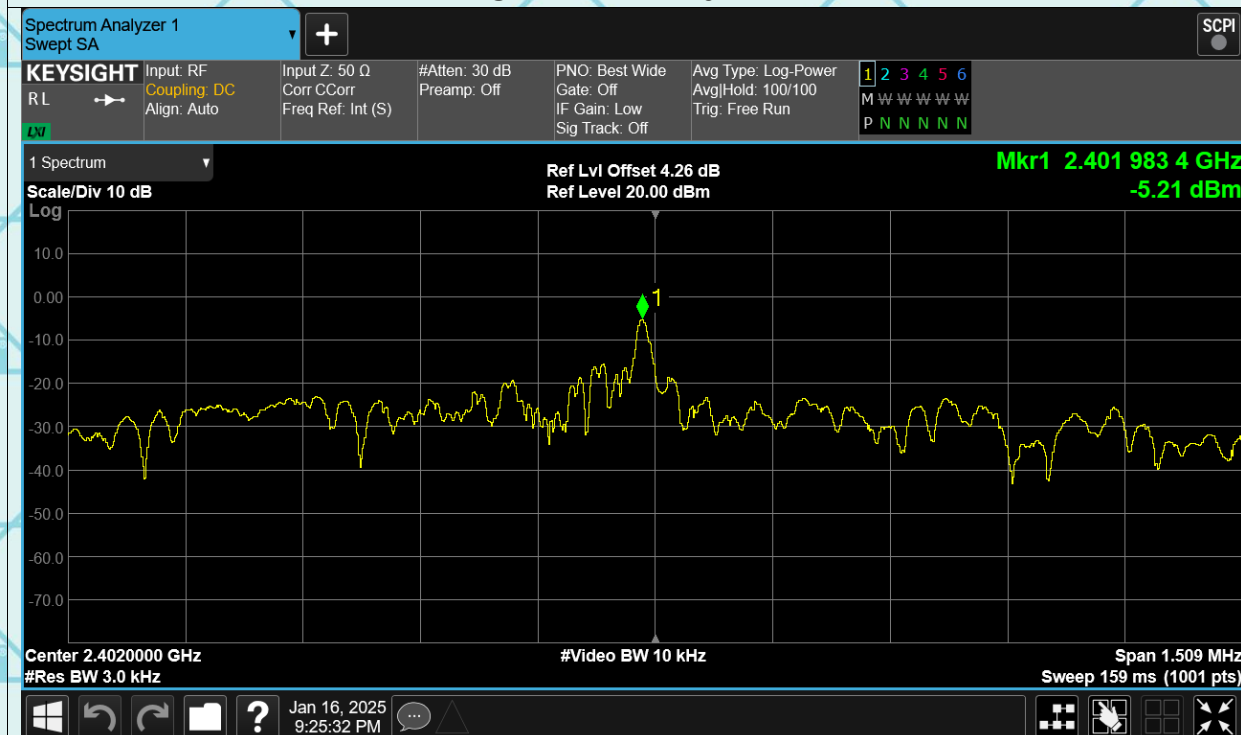 Spectrum Analyzer 1
Swept SA
▼
+
SCPI
KEYSIGHT
RL
LXI
Input: RF
Coupling: DC
Align: Auto
Input Z: 50 Ω
Corr CCorr
Freq Ref: Int (S)
#Atten: 30 dB
Preamp: Off
PNO: Best Wide
Gate: Off
IF Gain: Low
Sig Track: Off
Avg Type: Log-Power
Avg|Hold: 100/100
Trig: Free Run
1 2 3 4 5 6
M W W W W W
P N N N N N
1 Spectrum ▼
Scale/Div 10 dB
Log
Ref Lvl Offset 4.26 dB
Ref Level 20.00 dBm
Mkr1 2.401 983 4 GHz
-5.21 dBm
10.0
0.00
1
-10.0
-20.0
-30.0
-40.0
-50.0
-60.0
-70.0
Center 2.4020000 GHz
#Video BW 10 kHz
Span 1.509 MHz
#Res BW 3.0 kHz
Sweep 159 ms (1001 pts)
?
Jan 16, 2025
9:25:32 PM